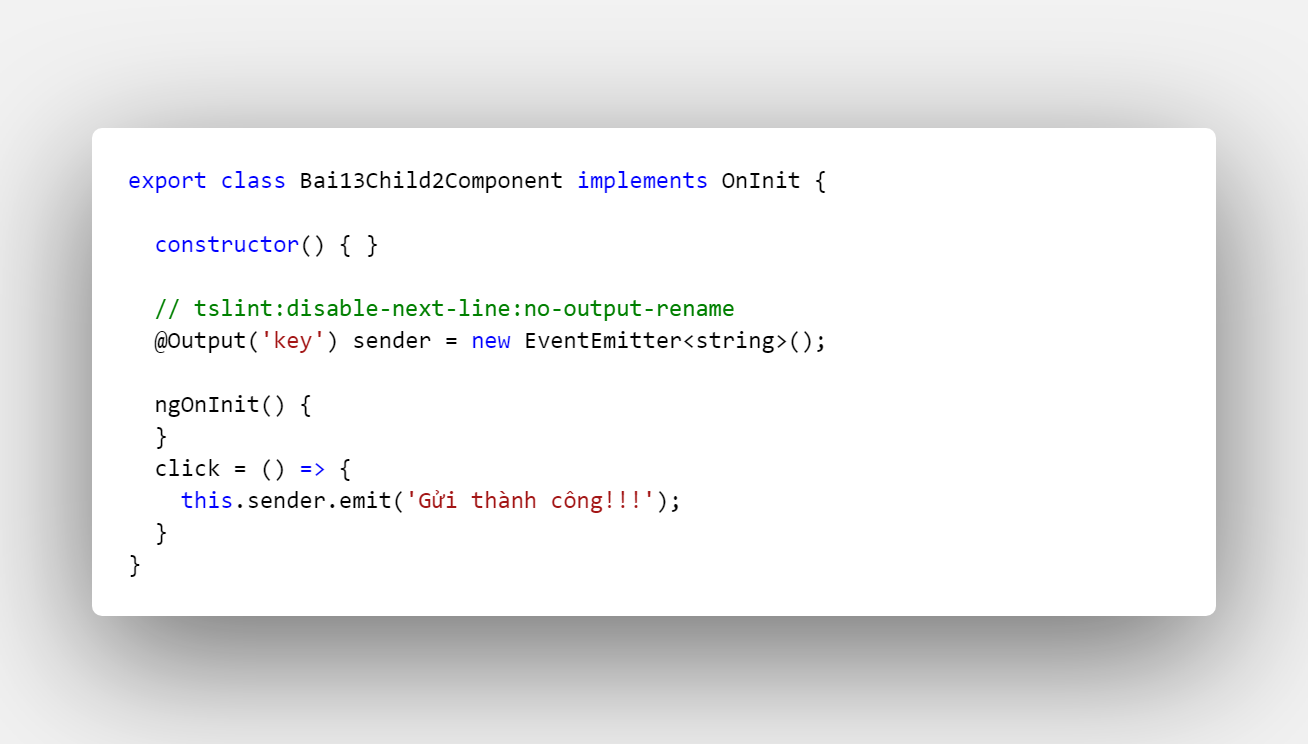 export class Bai13Child2Component implements OnInit {
constructor() { }
// tslint:disable-next-line:no-output-rename
@Output('key') sender = new EventEmitter<string>();
ngOnInit() {
}
click = () => {
this.sender.emit('Gửi thành công!!!');
}
}